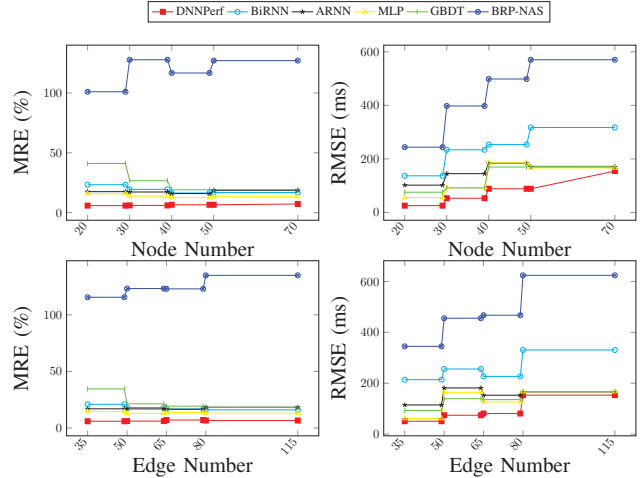 DNNPerf BiRNN ARNN MLP GBDT BRP-NAS
MRE (%)
100
50
0
20 30 40 50 70
Node Number
RMSE (ms)
600
400
200
0
20 30 40 50 70
Node Number
MRE (%)
100
50
0
35 50 65 80 115
Edge Number
RMSE (ms)
600
400
200
0
35 50 65 80 115
Edge Number